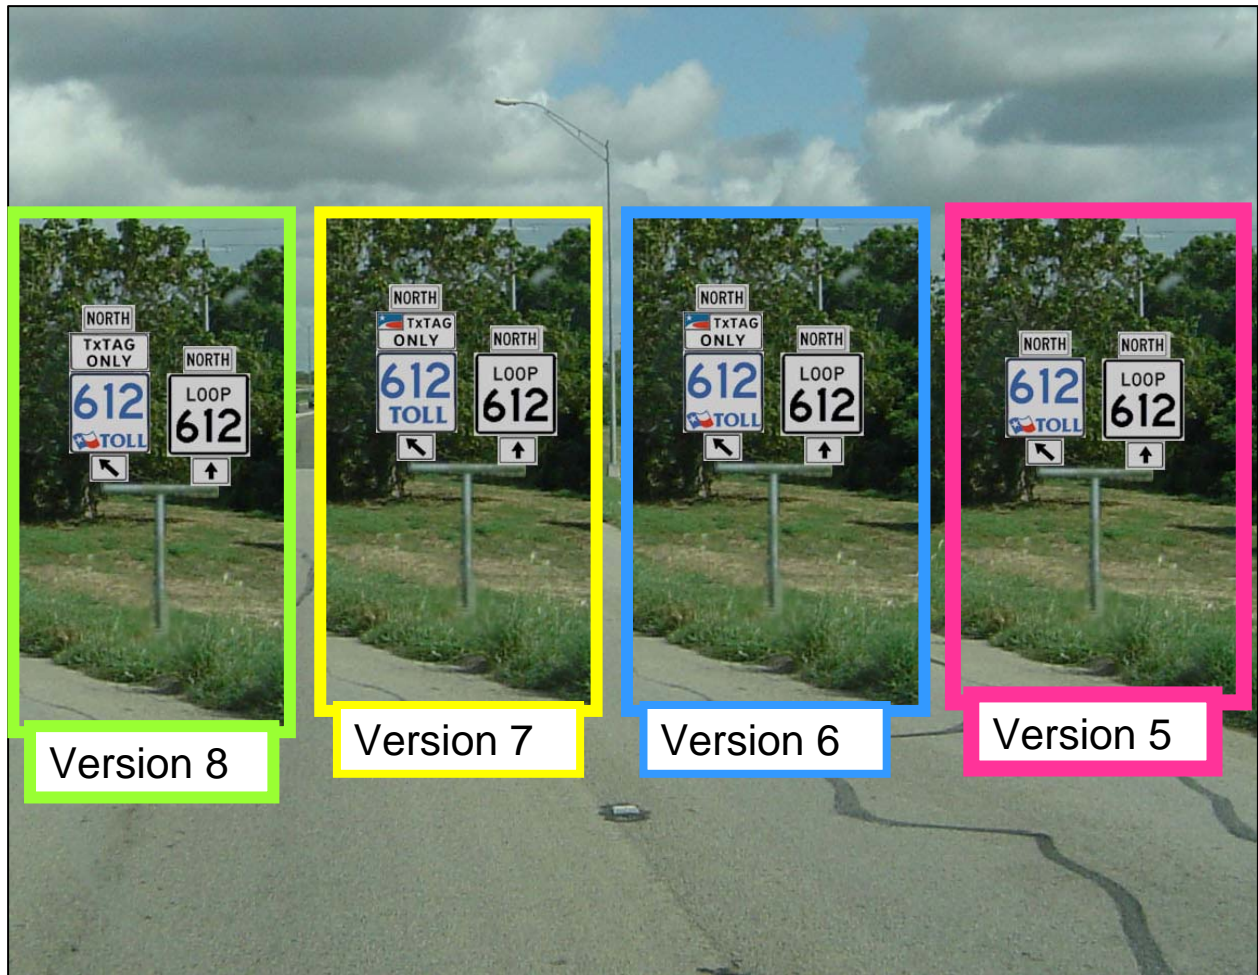 NORTH
TxTAG
ONLY
612
TOLL
NORTH
LOOP
612
Version 8
NORTH
TxTAG
ONLY
612
TOLL
NORTH
LOOP
612
Version 7
NORTH
TxTAG
ONLY
612
TOLL
NORTH
LOOP
612
Version 6
NORTH
612
TOLL
NORTH
LOOP
612
Version 5